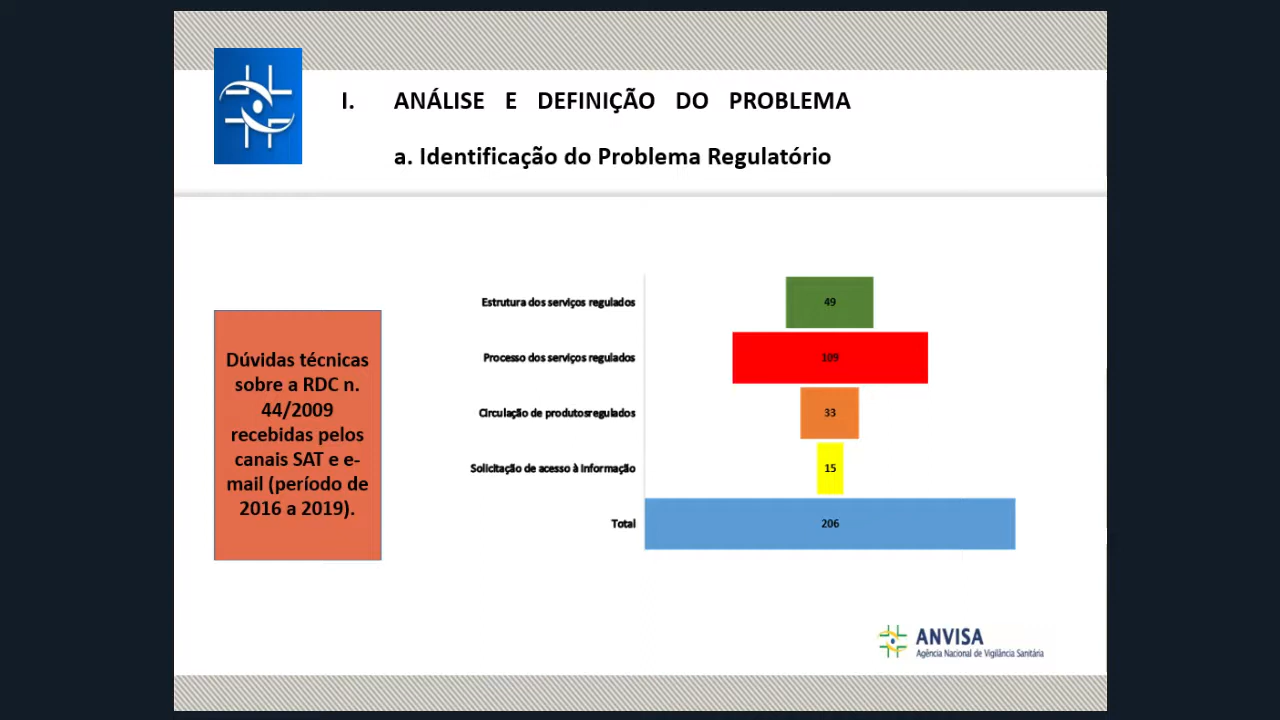 I. ANÁLISE E DEFINIÇÃO DO PROBLEMA
a. Identificação do Problema Regulatório
Dúvidas técnicas
sobre a RDC n.
44/2009
recebidas pelos
canais SAT e e-
mail (período de
2016 a 2019).
Estrutura dos serviços regulados
49
Processo dos serviços regulados
109
Circulação de produtosregulados
33
Solicitação de acesso à informação
15
Total
206
ANVISA
Agência Nacional de Vigilância Sanitária